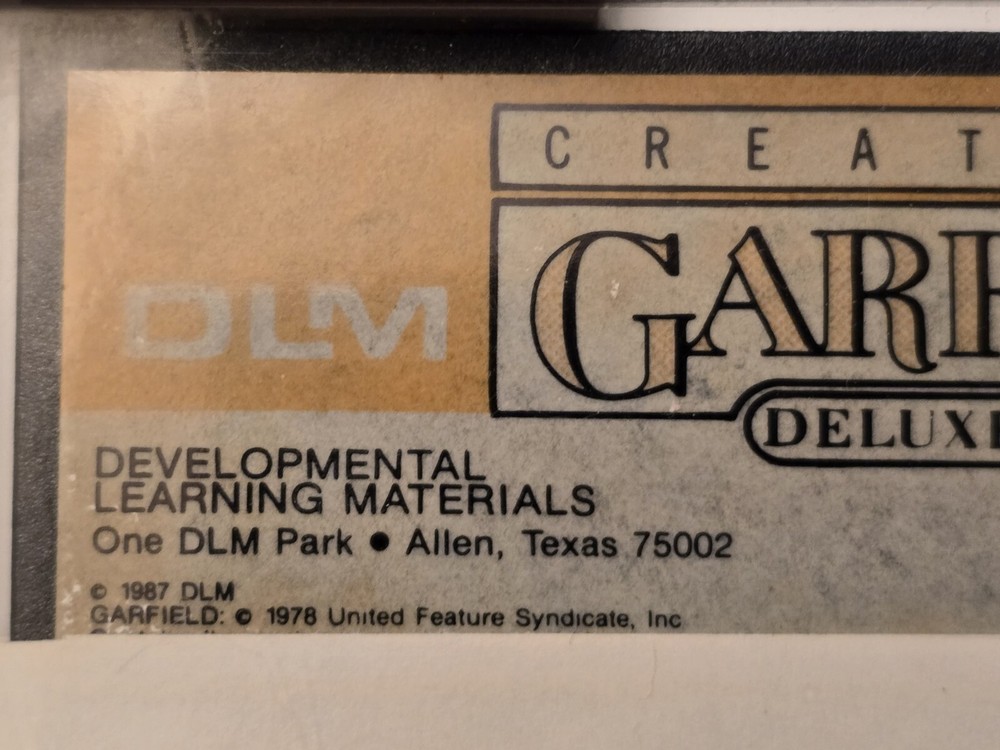 C R E A T
GARF
DELUXE
DLM
DEVELOPMENTAL
LEARNING MATERIALS
One DLM Park • Allen, Texas 75002
© 1987 DLM
GARFIELD: © 1978 United Feature Syndicate, Inc